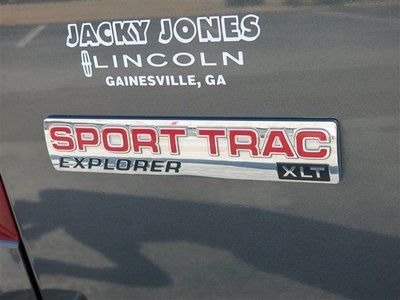 JACKY JONES
LINCOLN
GAINESVILLE, GA
SPORT TRAC
EXPLORER XLT